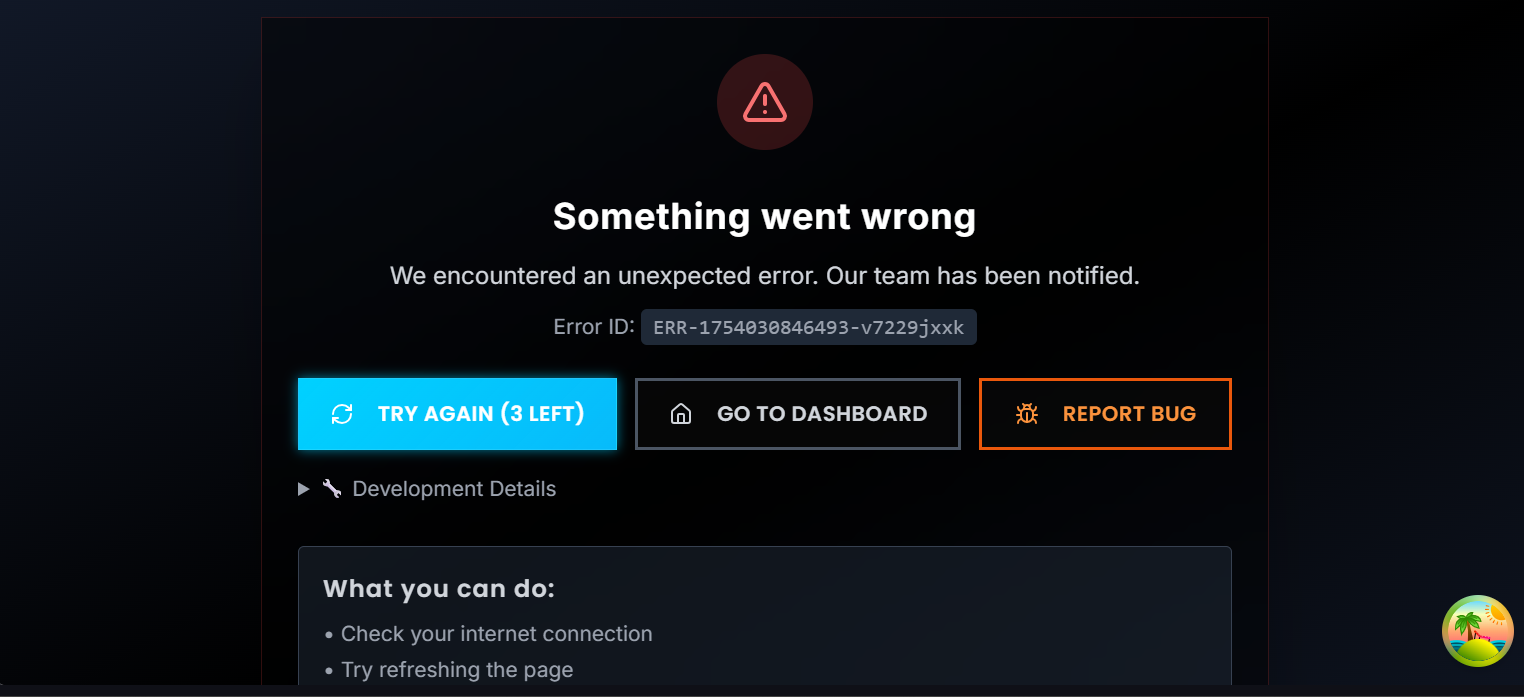 Something went wrong
We encountered an unexpected error. Our team has been notified.
Error ID: ERR-1754030846493-v7229jxxk
TRY AGAIN (3 LEFT)
GO TO DASHBOARD
REPORT BUG
Development Details
What you can do:
• Check your internet connection
• Try refreshing the page